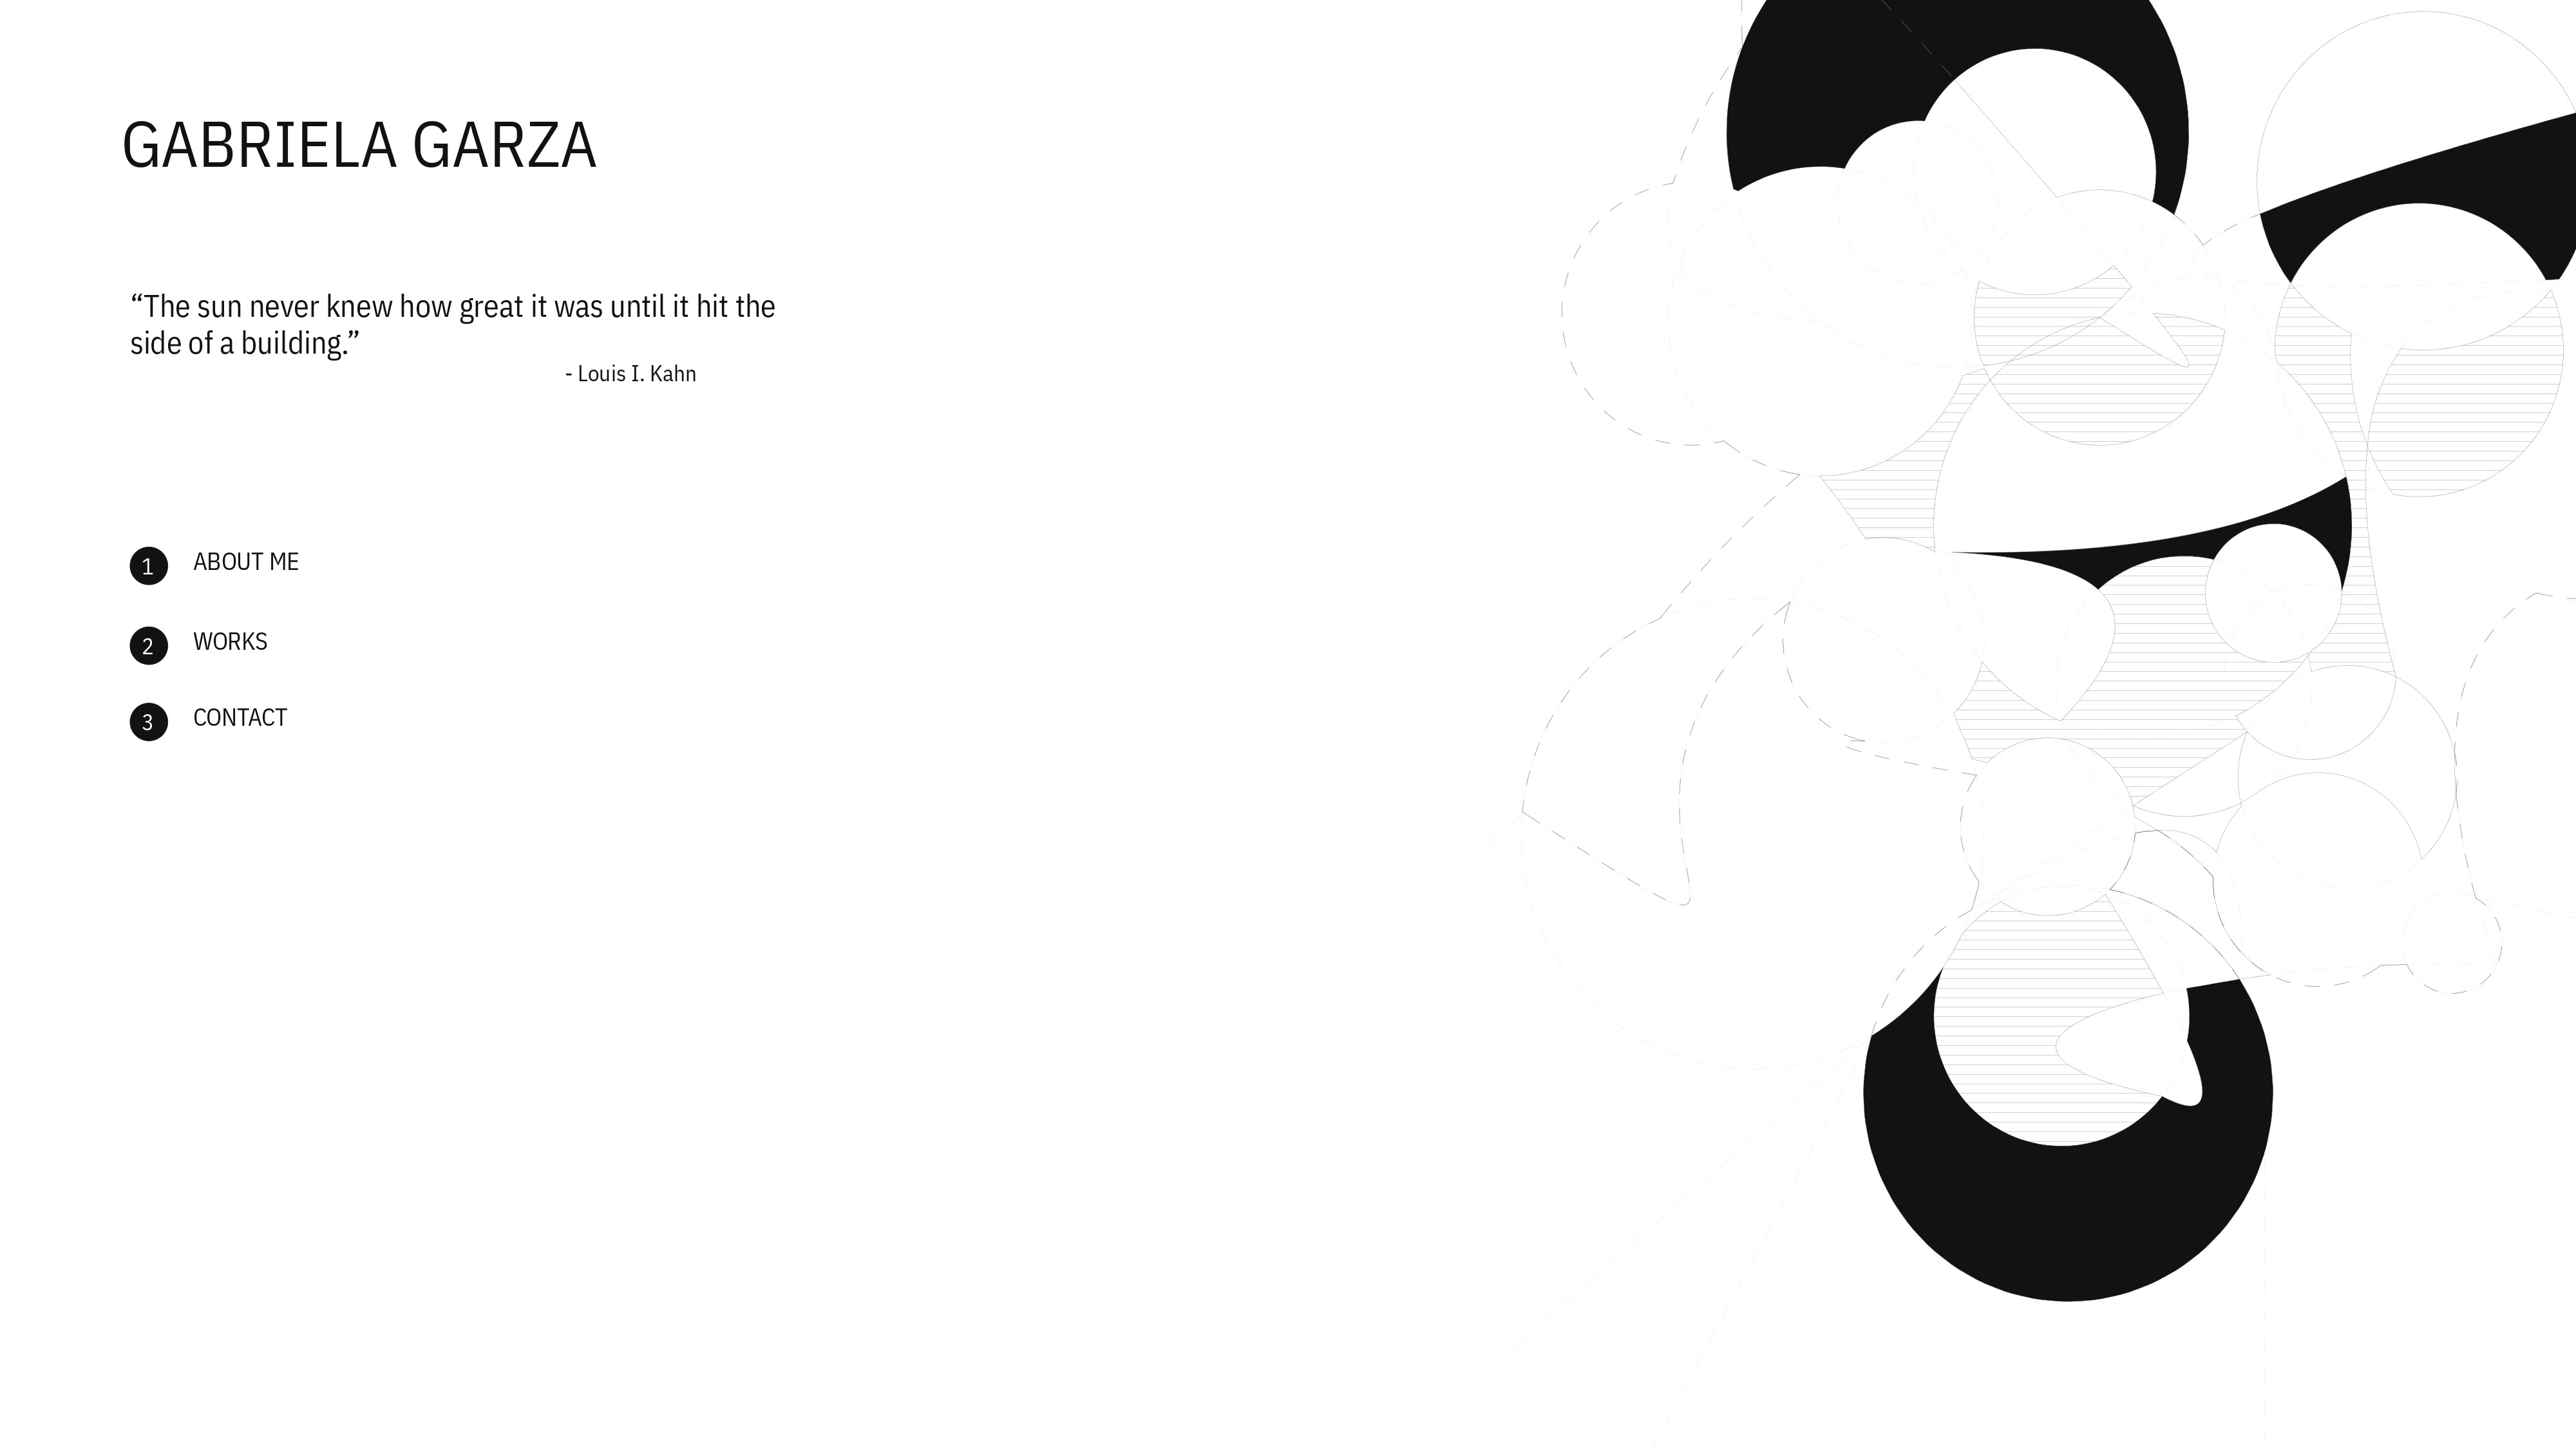 GABRIELA GARZA
“The sun never knew how great it was until it hit the
side of a building.”
- Louis I. Kahn
1 ABOUT ME
2 WORKS
3 CONTACT